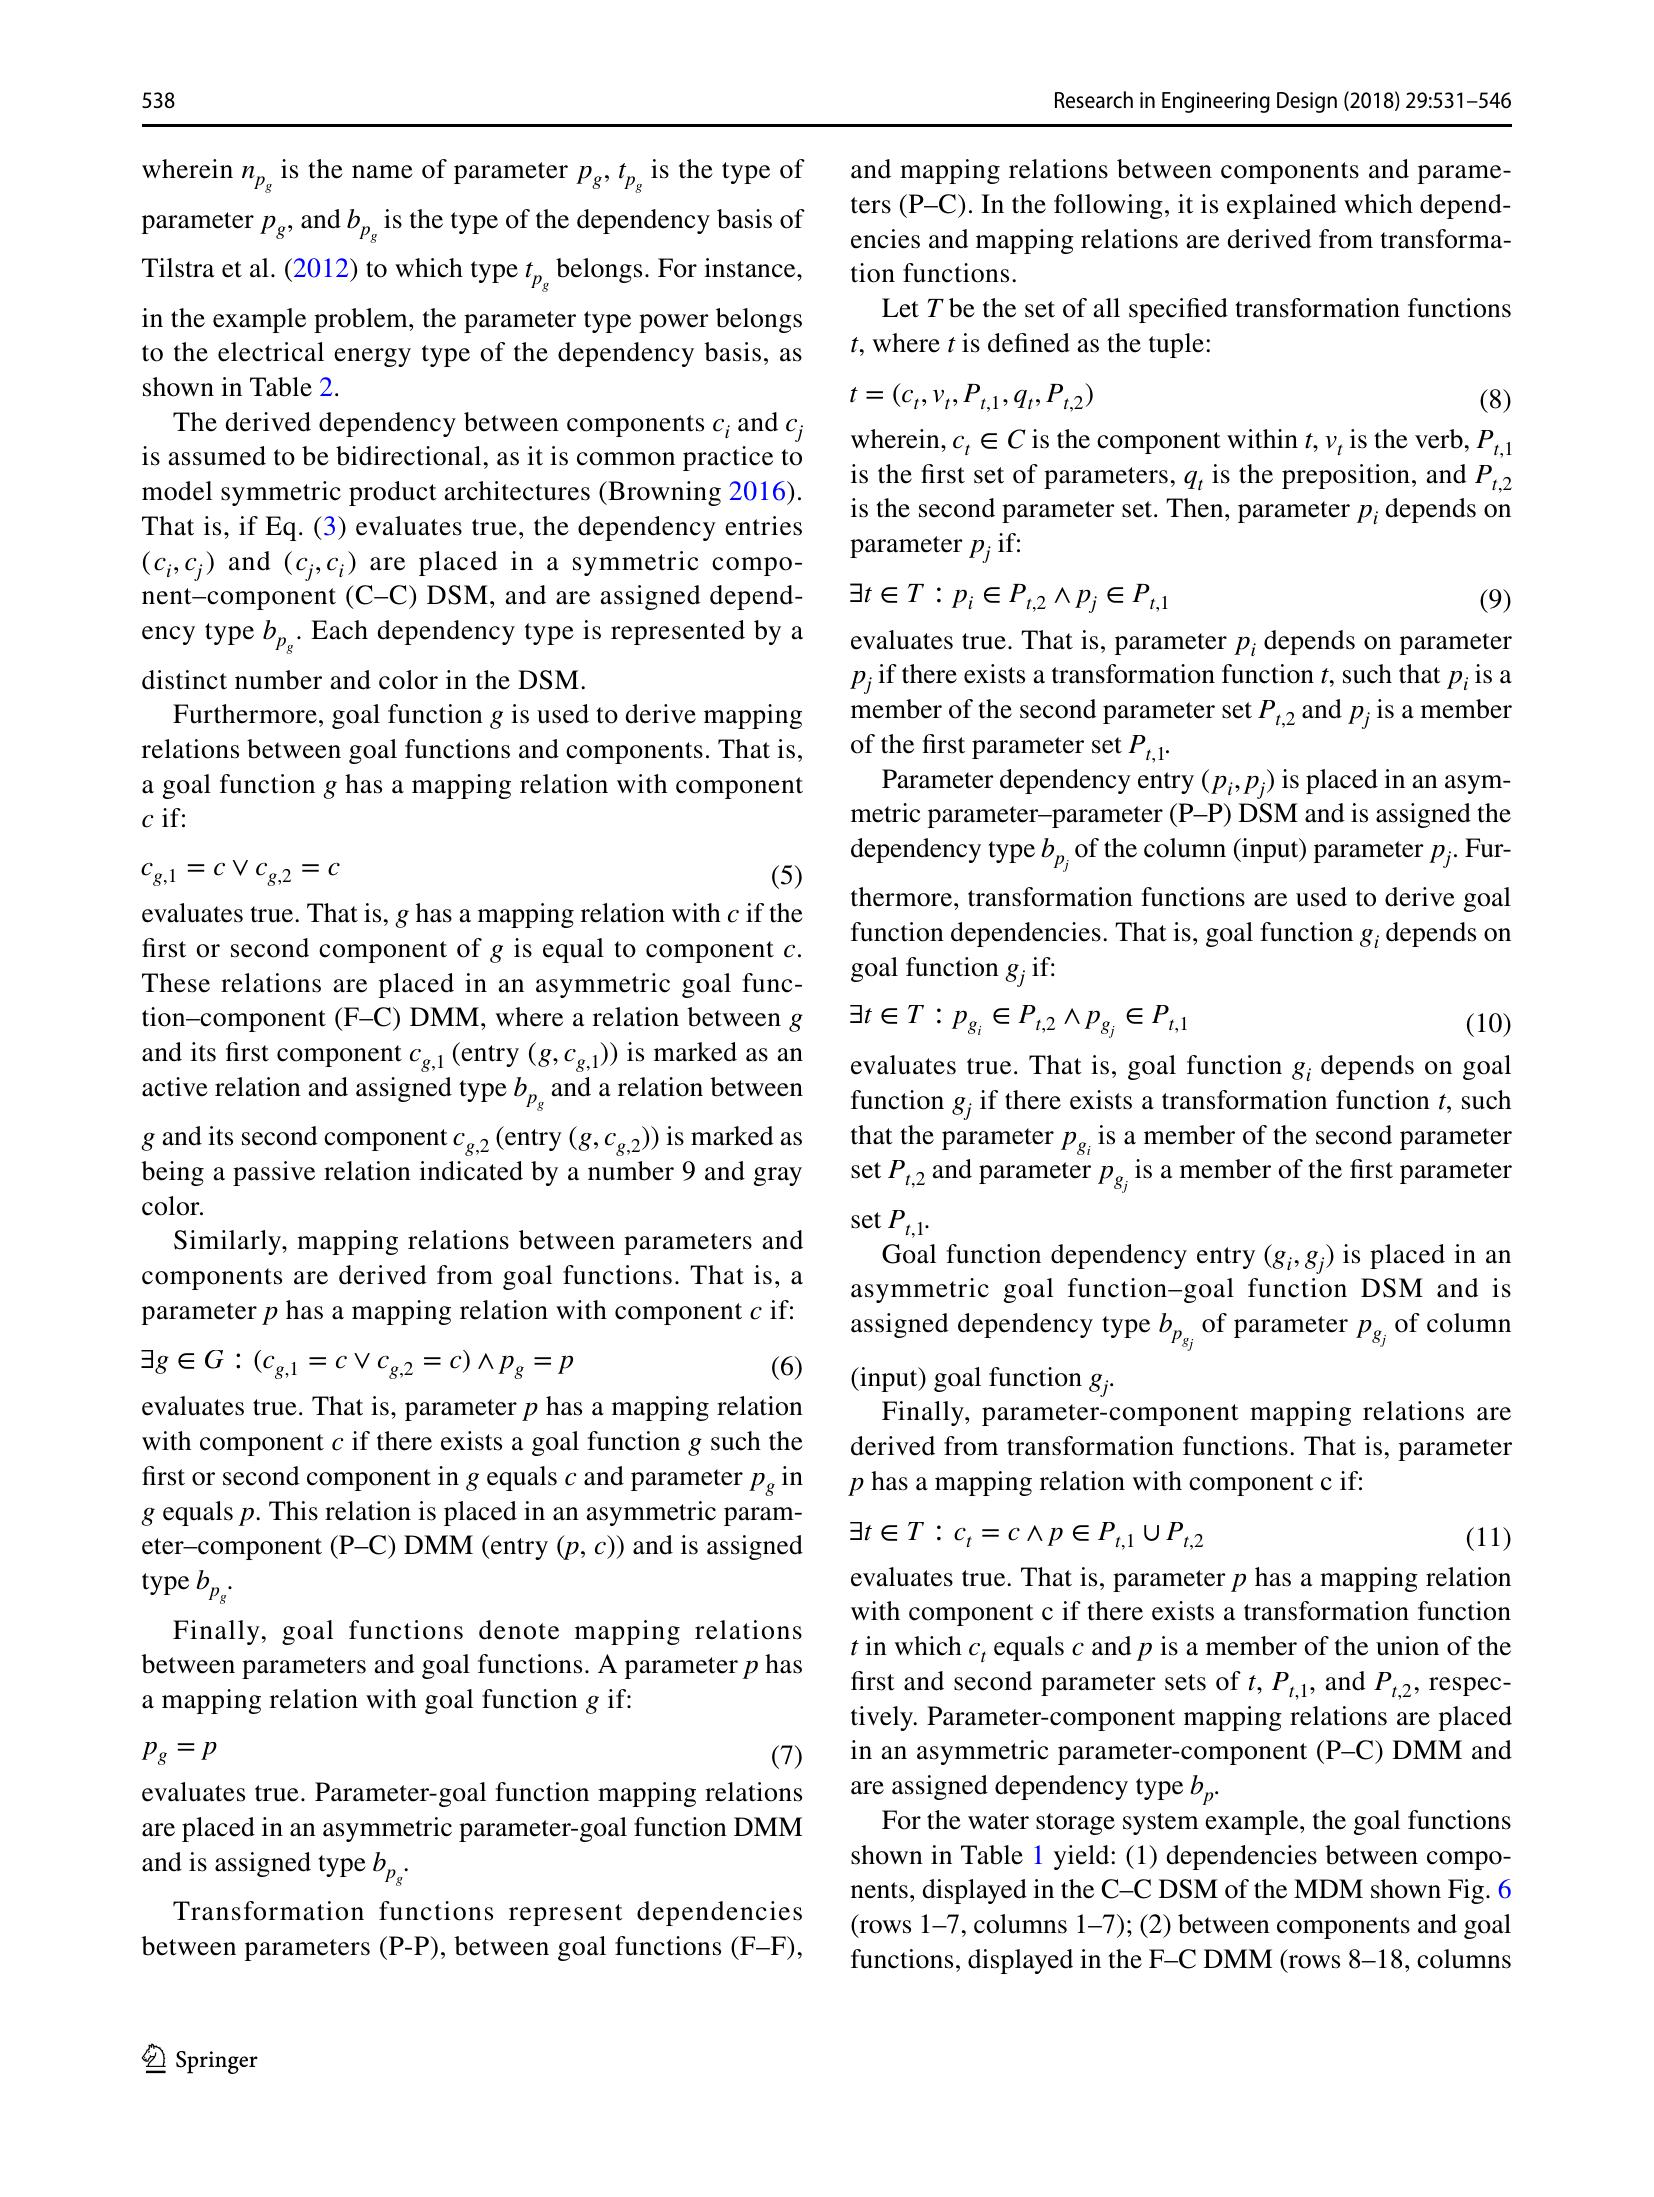 538
Research in Engineering Design (2018) 29:531–546
wherein n_{p_g} is the name of parameter p_g, t_{p_g} is the type of
parameter p_g, and b_{p_g} is the type of the dependency basis of
Tilstra et al. (2012) to which type t_{p_g} belongs. For instance,
in the example problem, the parameter type power belongs
to the electrical energy type of the dependency basis, as
shown in Table 2.
The derived dependency between components c_i and c_j
is assumed to be bidirectional, as it is common practice to
model symmetric product architectures (Browning 2016).
That is, if Eq. (3) evaluates true, the dependency entries
(c_i, c_j) and (c_j, c_i) are placed in a symmetric compo-
nent–component (C–C) DSM, and are assigned depend-
ency type b_{p_g}. Each dependency type is represented by a
distinct number and color in the DSM.
Furthermore, goal function g is used to derive mapping
relations between goal functions and components. That is,
a goal function g has a mapping relation with component
c if:
c_{g,1} = c ∨ c_{g,2} = c (5)
evaluates true. That is, g has a mapping relation with c if the
first or second component of g is equal to component c.
These relations are placed in an asymmetric goal func-
tion–component (F–C) DMM, where a relation between g
and its first component c_{g,1} (entry (g, c_{g,1})) is marked as an
active relation and assigned type b_{p_g} and a relation between
g and its second component c_{g,2} (entry (g, c_{g,2})) is marked as
being a passive relation indicated by a number 9 and gray
color.
Similarly, mapping relations between parameters and
components are derived from goal functions. That is, a
parameter p has a mapping relation with component c if:
∃g ∈ G : (c_{g,1} = c ∨ c_{g,2} = c) ∧ p_g = p (6)
evaluates true. That is, parameter p has a mapping relation
with component c if there exists a goal function g such the
first or second component in g equals c and parameter p_g in
g equals p. This relation is placed in an asymmetric param-
eter–component (P–C) DMM (entry (p, c)) and is assigned
type b_{p_g}.
Finally, goal functions denote mapping relations
between parameters and goal functions. A parameter p has
a mapping relation with goal function g if:
p_g = p (7)
evaluates true. Parameter-goal function mapping relations
are placed in an asymmetric parameter-goal function DMM
and is assigned type b_{p_g}.
Transformation functions represent dependencies
between parameters (P-P), between goal functions (F–F),
and mapping relations between components and parame-
ters (P–C). In the following, it is explained which depend-
encies and mapping relations are derived from transforma-
tion functions.
Let T be the set of all specified transformation functions
t, where t is defined as the tuple:
t = (c_t, v_t, P_{t,1}, q_t, P_{t,2}) (8)
wherein, c_t ∈ C is the component within t, v_t is the verb, P_{t,1}
is the first set of parameters, q_t is the preposition, and P_{t,2}
is the second parameter set. Then, parameter p_i depends on
parameter p_j if:
∃t ∈ T : p_i ∈ P_{t,2} ∧ p_j ∈ P_{t,1} (9)
evaluates true. That is, parameter p_i depends on parameter
p_j if there exists a transformation function t, such that p_i is a
member of the second parameter set P_{t,2} and p_j is a member
of the first parameter set P_{t,1}.
Parameter dependency entry (p_i, p_j) is placed in an asym-
metric parameter–parameter (P–P) DSM and is assigned the
dependency type b_{p_j} of the column (input) parameter p_j. Fur-
thermore, transformation functions are used to derive goal
function dependencies. That is, goal function g_i depends on
goal function g_j if:
∃t ∈ T : p_{g_i} ∈ P_{t,2} ∧ p_{g_j} ∈ P_{t,1} (10)
evaluates true. That is, goal function g_i depends on goal
function g_j if there exists a transformation function t, such
that the parameter p_{g_i} is a member of the second parameter
set P_{t,2} and parameter p_{g_j} is a member of the first parameter
set P_{t,1}.
Goal function dependency entry (g_i, g_j) is placed in an
asymmetric goal function–goal function DSM and is
assigned dependency type b_{p_{g_j}} of parameter p_{g_j} of column
(input) goal function g_j.
Finally, parameter-component mapping relations are
derived from transformation functions. That is, parameter
p has a mapping relation with component c if:
∃t ∈ T : c_t = c ∧ p ∈ P_{t,1} ∪ P_{t,2} (11)
evaluates true. That is, parameter p has a mapping relation
with component c if there exists a transformation function
t in which c_t equals c and p is a member of the union of the
first and second parameter sets of t, P_{t,1}, and P_{t,2}, respec-
tively. Parameter-component mapping relations are placed
in an asymmetric parameter-component (P–C) DMM and
are assigned dependency type b_p.
For the water storage system example, the goal functions
shown in Table 1 yield: (1) dependencies between compo-
nents, displayed in the C–C DSM of the MDM shown Fig. 6
(rows 1–7, columns 1–7); (2) between components and goal
functions, displayed in the F–C DMM (rows 8–18, columns
Springer